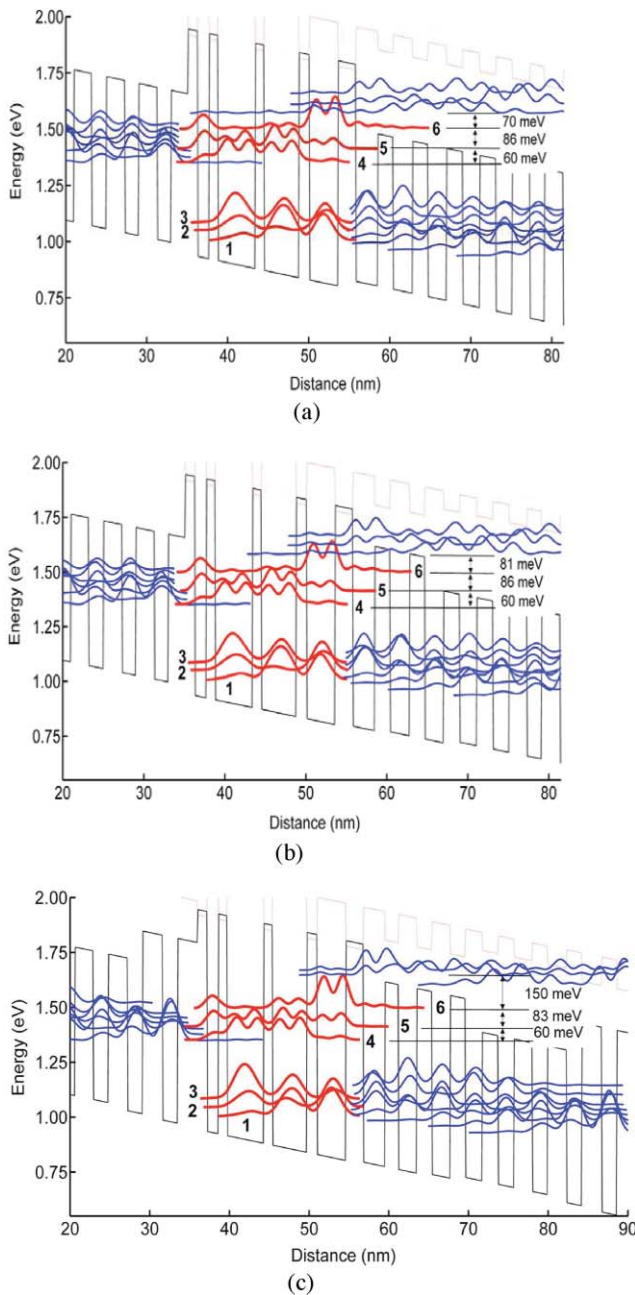 2.00
1.75
1.50
1.25
1.00
0.75
Energy (eV)
70 meV
86 meV
60 meV
6
5
4
3
2
1
20 30 40 50 60 70 80
Distance (nm)
(a)
2.00
1.75
1.50
1.25
1.00
0.75
Energy (eV)
81 meV
86 meV
60 meV
6
5
4
3
2
1
20 30 40 50 60 70 80
Distance (nm)
(b)
2.00
1.75
1.50
1.25
1.00
0.75
Energy (eV)
150 meV
83 meV
60 meV
6
5
4
3
2
1
20 30 40 50 60 70 80 90
Distance (nm)
(c)